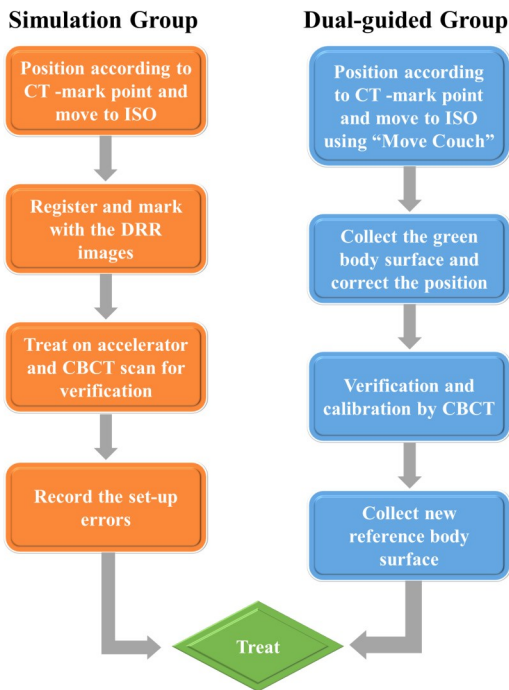 Simulation Group
Position according to
CT -mark point and
move to ISO
Register and mark
with the DRR
images
Treat on accelerator
and CBCT scan for
verification
Record the set-up
errors
Dual-guided Group
Position according
to CT -mark point
and move to ISO
using “Move Couch”
Collect the green
body surface and
correct the position
Verification and
calibration by CBCT
Collect new
reference body
surface
Treat